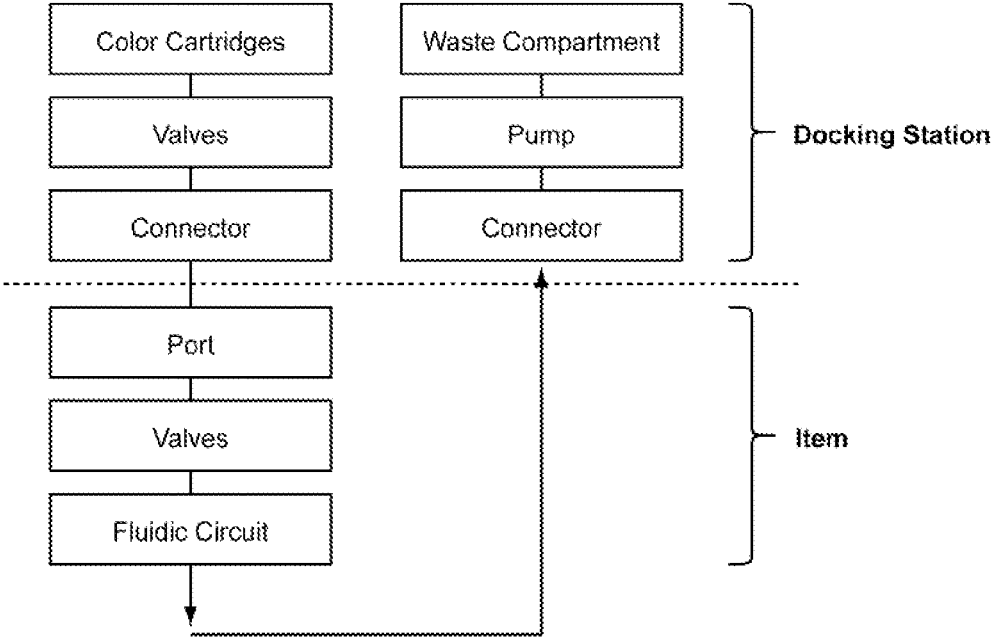 Color Cartridges
Valves
Connector
Waste Compartment
Pump
Connector
Docking Station
Port
Valves
Fluidic Circuit
Item